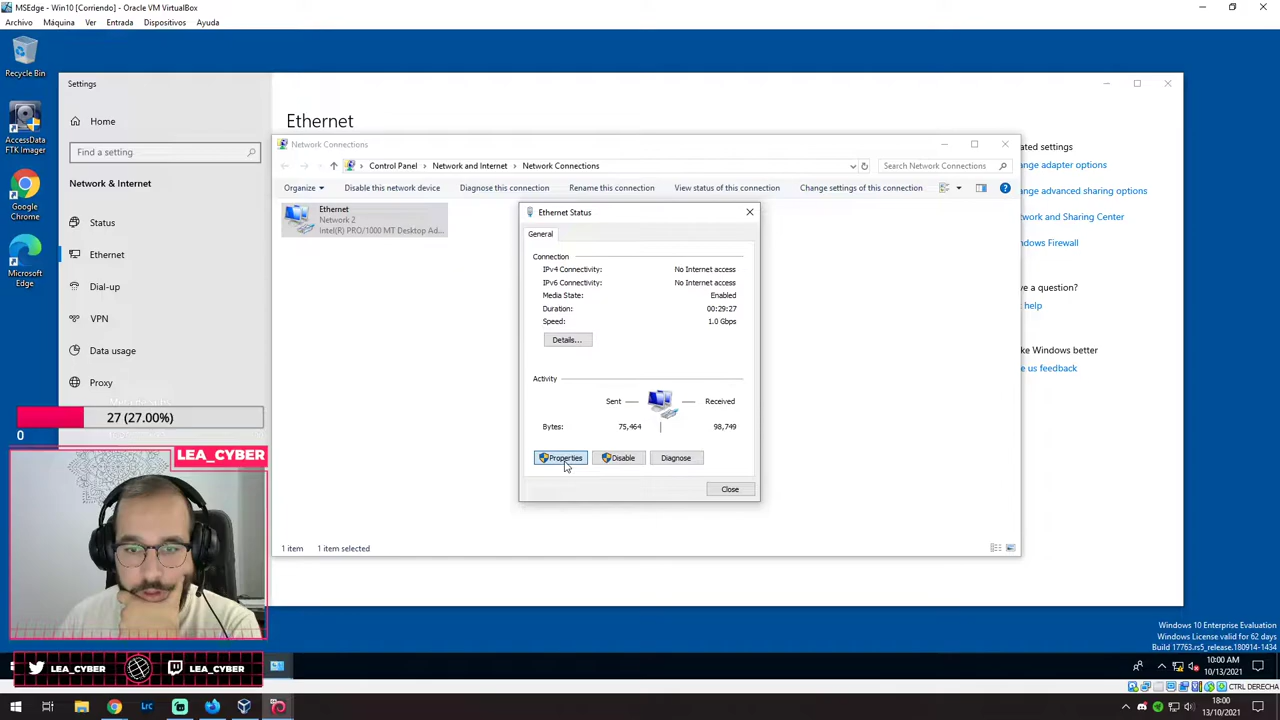 MSEdge - Win10 [Corriendo] - Oracle VM VirtualBox
Archivo Máquina Ver Entrada Dispositivos Ayuda
Recycle Bin
AccessData
FTK Imager
Google
Chrome
Microsoft
Edge
Settings
Home
Find a setting
Network & Internet
Status
Ethernet
Dial-up
VPN
Data usage
Proxy
Ethernet
Network Connections
Control Panel Network and Internet Network Connections
Search Network Connections
Organize Disable this network device Diagnose this connection Rename this connection View status of this connection Change settings of this connection
Ethernet
Network 2
Intel(R) PRO/1000 MT Desktop Ad...
Ethernet Status
General
Connection
IPv4 Connectivity: No Internet access
IPv6 Connectivity: No Internet access
Media State: Enabled
Duration: 00:29:27
Speed: 1.0 Gbps
Details...
Activity
Sent Received
Bytes: 75,464 98,749
Properties Disable Diagnose
Close
1 item 1 item selected
ated settings
ange adapter options
ange advanced sharing options
twork and Sharing Center
ndows Firewall
ve a question?
help
ke Windows better
e us feedback
27 (27.00%)
0
LEA_CYBER
LEA_CYBER LEA_CYBER
Windows 10 Enterprise Evaluation
Windows License valid for 62 days
Build 17763.rs5_release.180914-1434
10:00 AM
10/13/2021
CTRL DERECHA
Lrc
18:00
13/10/2021